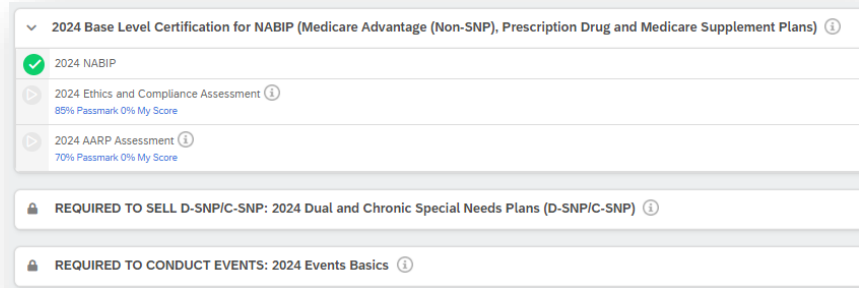 2024 Base Level Certification for NABIP (Medicare Advantage (Non-SNP), Prescription Drug and Medicare Supplement Plans)
2024 NABIP
2024 Ethics and Compliance Assessment
85% Passmark 0% My Score
2024 AARP Assessment
70% Passmark 0% My Score
REQUIRED TO SELL D-SNP/C-SNP: 2024 Dual and Chronic Special Needs Plans (D-SNP/C-SNP)
REQUIRED TO CONDUCT EVENTS: 2024 Events Basics